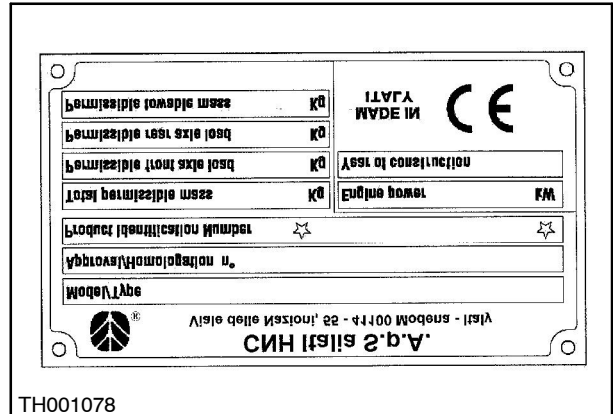 CNH Italia S.p.A.
Viale delle Nazioni, 55 - 41100 Modena - Italy
®
Model/Type
Approval/Homologation n°
Product Identification Number
Total permissible mass Kg
Engine power kW
Permissible front axle load Kg
Year of construction
Permissible rear axle load Kg
Permissible towable mass Kg
MADE IN
ITALY
CE
TH001078